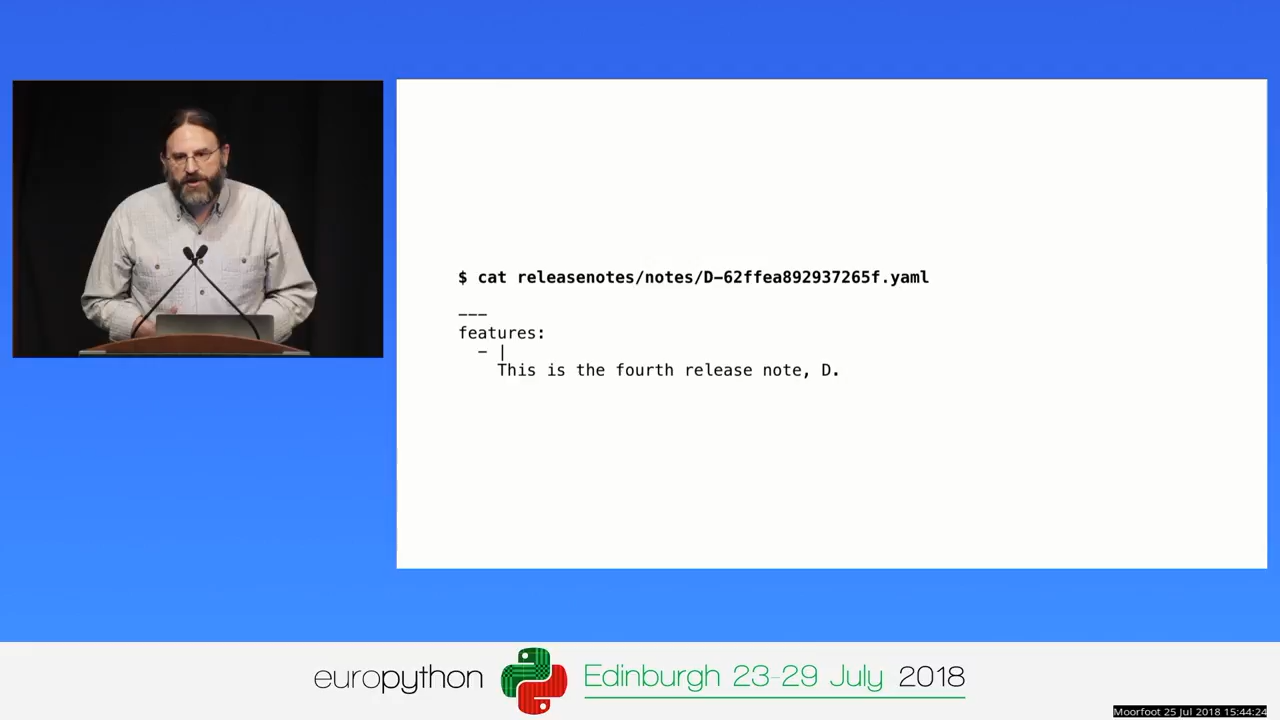 $ cat releasenotes/notes/D-62ffea892937265f.yaml
---
features:
  - |
    This is the fourth release note, D.
europython Edinburgh 23-29 July 2018
Moorfoot 25 Jul 2018 15:44:24